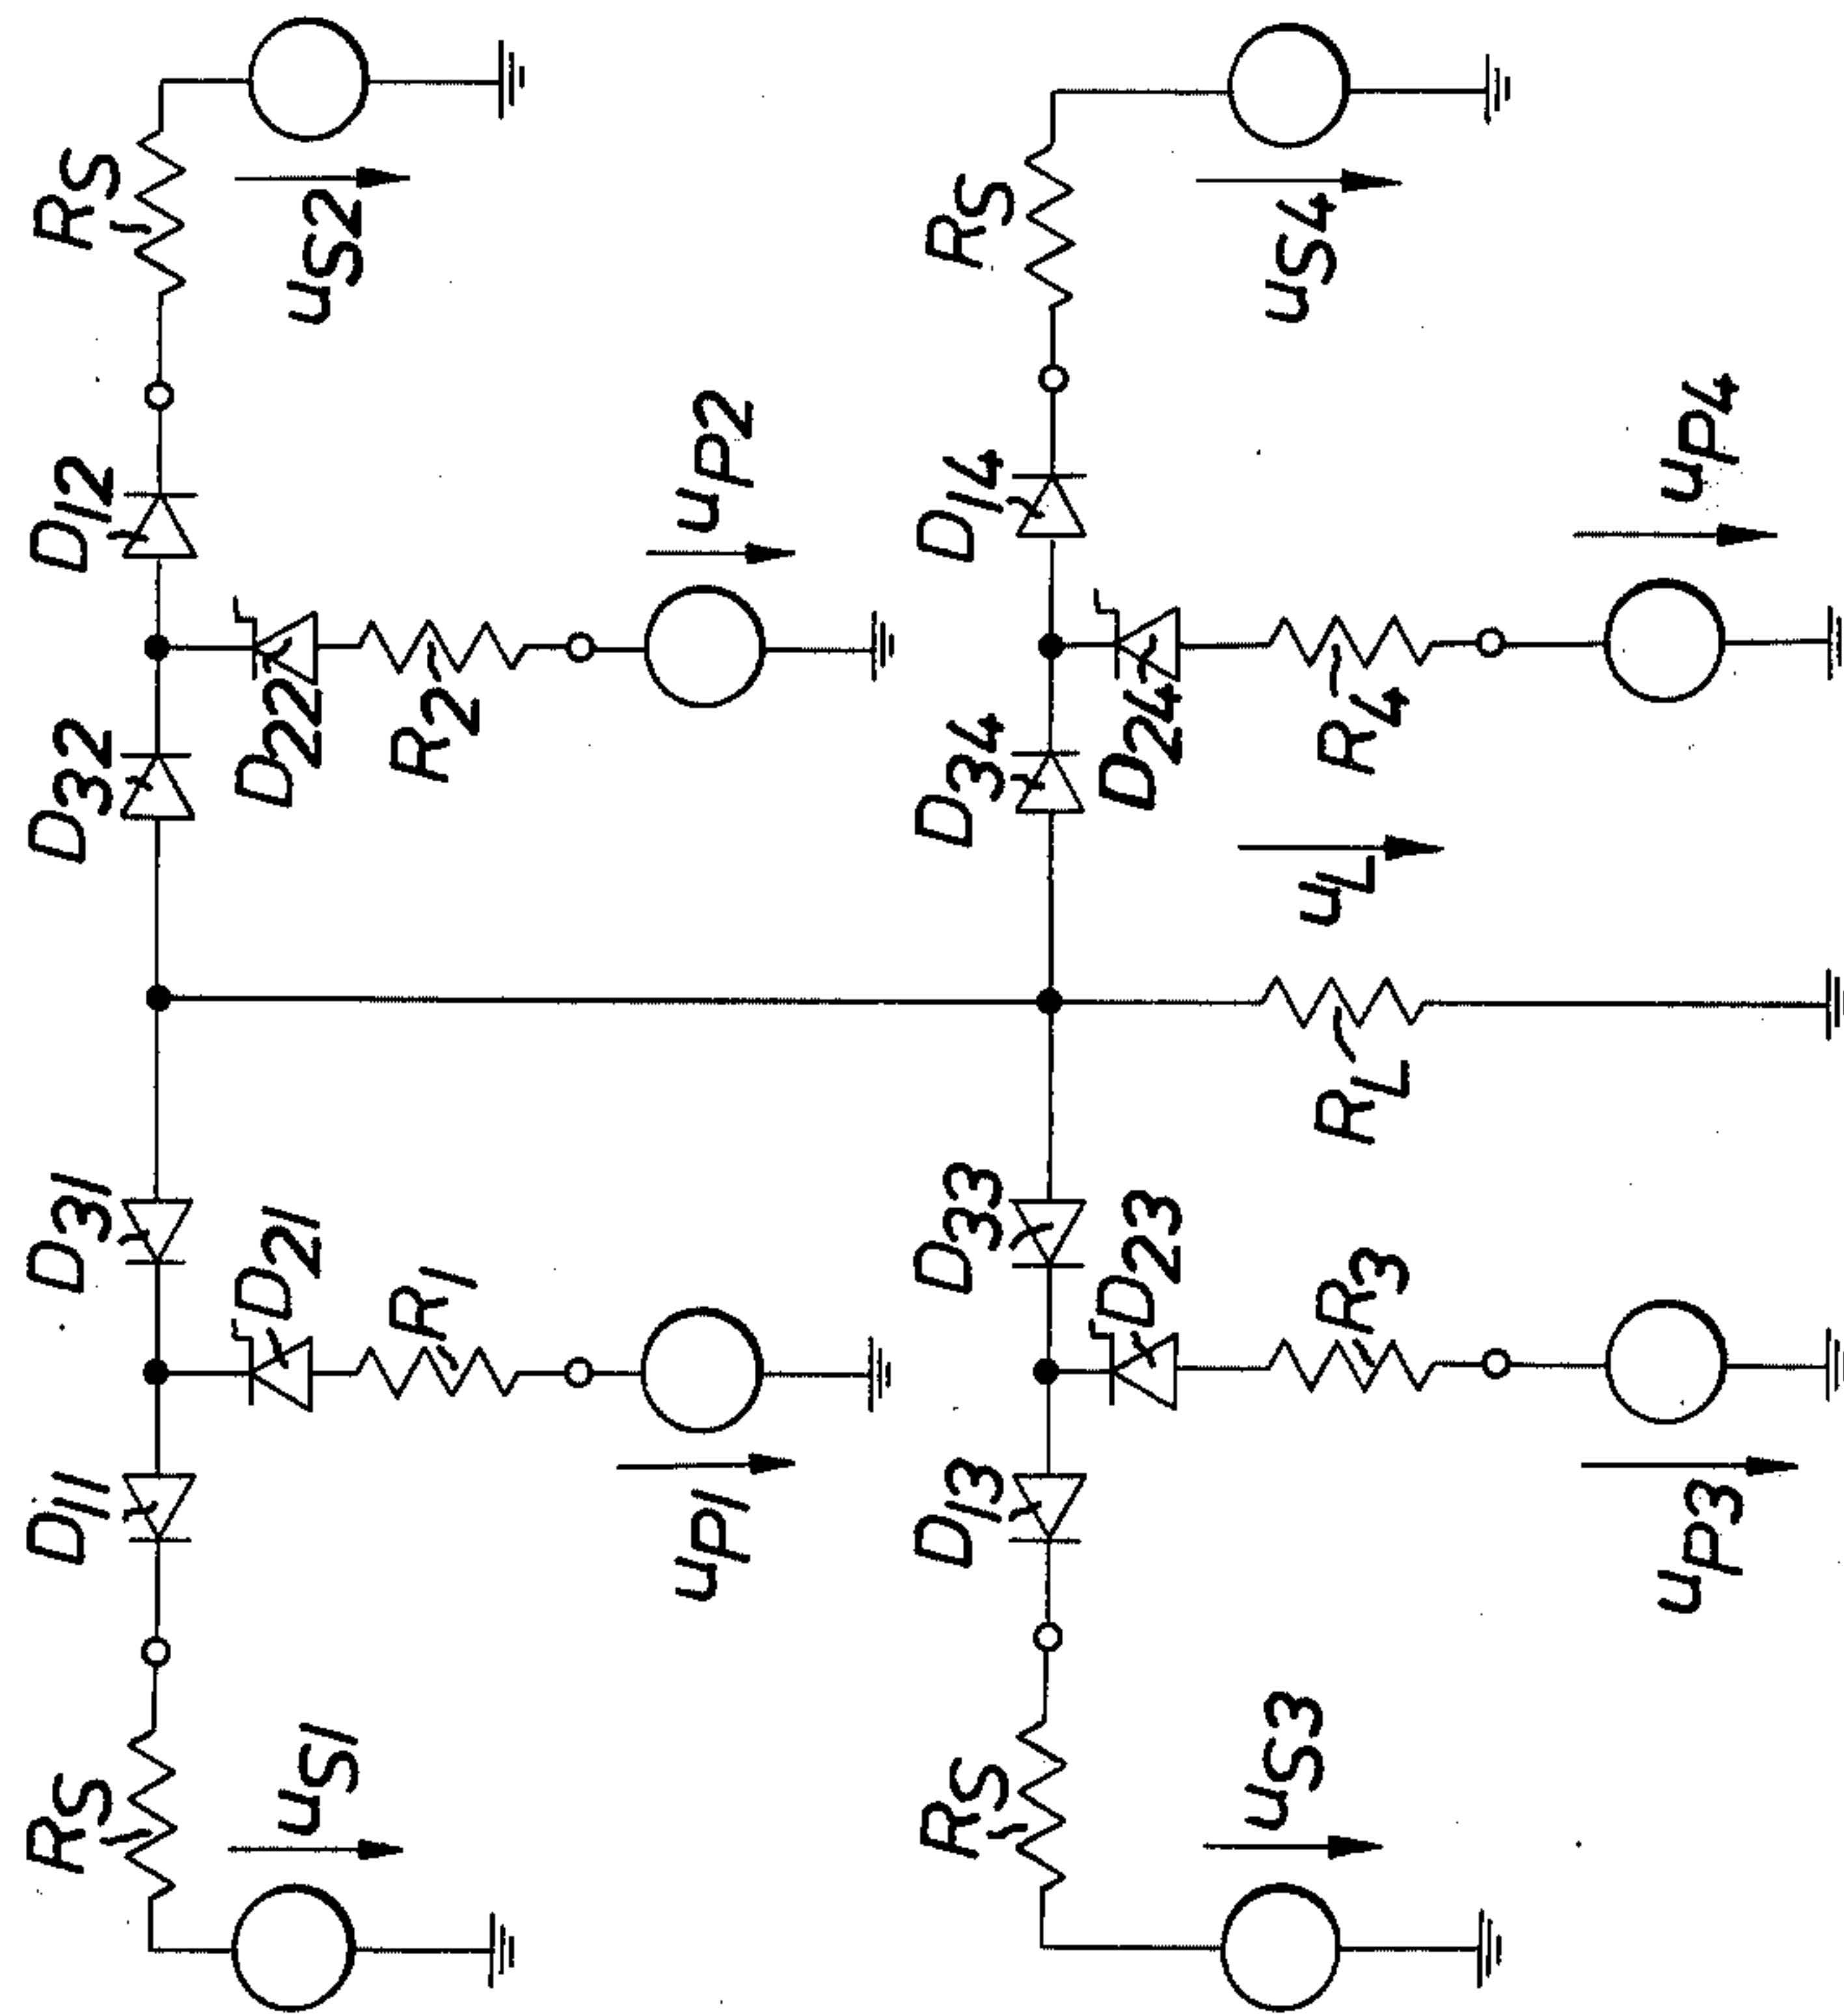 RS D11 D31 D32 D12 RS
uS1 D21 D22 uS2
R1 R2
uP1 uP2
RS D13 D33 D34 D14 RS
D23 D24
uS3 uS4
R3 RL uL R4
uP3 uP4